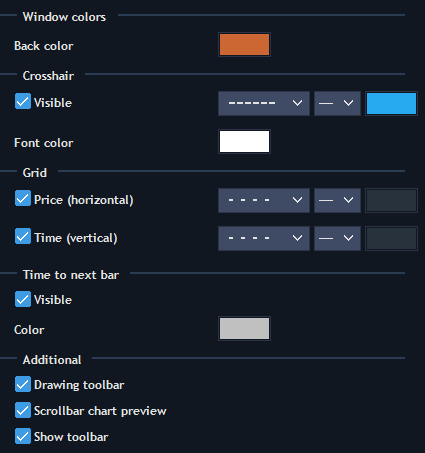 Window colors
Back color
Crosshair
Visible
Font color
Grid
Price (horizontal)
Time (vertical)
Time to next bar
Visible
Color
Additional
Drawing toolbar
Scrollbar chart preview
Show toolbar